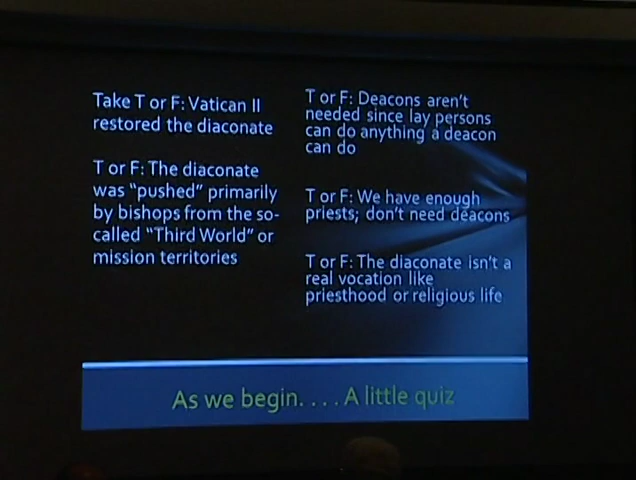 Take T or F: Vatican II
restored the diaconate
T or F: The diaconate
was "pushed" primarily
by bishops from the so-
called "Third World" or
mission territories
T or F: Deacons aren't
needed since lay persons
can do anything a deacon
can do
T or F: We have enough
priests; don't need deacons
T or F: The diaconate isn't a
real vocation like
priesthood or religious life
As we begin. . . . A little quiz